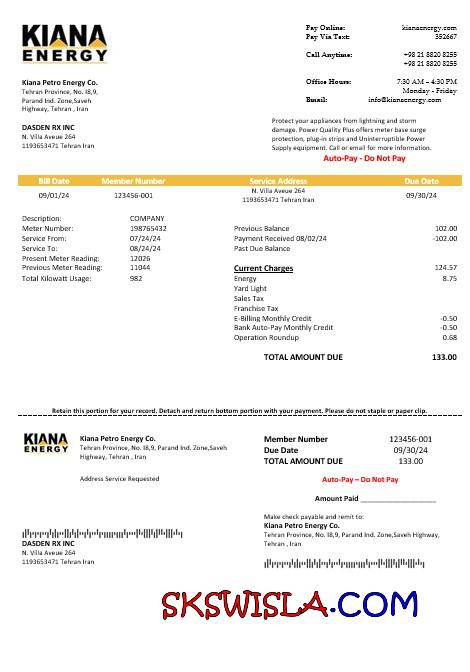 KIANA
ENERGY
Pay Online: kianaenergy.com
Pay Via Text: 352667
Call Anytime: +98 21 8820 8255
+98 21 8820 8255
Office Hours: 7:30 AM – 4:30 PM
Monday - Friday
Email: info@kianaenergy.com
Kiana Petro Energy Co.
Tehran Province, No. I8,9,
Parand Ind. Zone,Saveh
Highway, Tehran , Iran
DASDEN RX INC
N. Villa Aveue 264
1193653471 Tehran Iran
Protect your appliances from lightning and storm
damage. Power Quality Plus offers meter base surge
protection, plug-in strips and Uninterruptible Power
Supply equipment. Call or email for more information.
Auto-Pay - Do Not Pay
Bill Date Member Number Service Address Due Date
09/01/24 123456-001 N. Villa Aveue 264 09/30/24
1193653471 Tehran Iran
Description: COMPANY
Meter Number: 198765432
Service From: 07/24/24
Service To: 08/24/24
Present Meter Reading: 12026
Previous Meter Reading: 11044
Total Kilowatt Usage: 982
Previous Balance 102.00
Payment Received 08/02/24 -102.00
Past Due Balance
Current Charges 124.57
Energy 8.75
Yard Light
Sales Tax
Franchise Tax
E-Billing Monthly Credit -0.50
Bank Auto-Pay Monthly Credit -0.50
Operation Roundup 0.68
TOTAL AMOUNT DUE 133.00
Retain this portion for your record. Detach and return bottom portion with your payment. Please do not staple or paper clip.
KIANA
ENERGY
Kiana Petro Energy Co.
Tehran Province, No. I8,9, Parand Ind. Zone,Saveh
Highway, Tehran , Iran
Address Service Requested
Member Number 123456-001
Due Date 09/30/24
TOTAL AMOUNT DUE 133.00
Auto-Pay – Do Not Pay
Amount Paid ____________________
Make check payable and remit to:
Kiana Petro Energy Co.
Tehran Province, No. I8,9, Parand Ind. Zone,Saveh Highway,
Tehran , Iran
DASDEN RX INC
N. Villa Aveue 264
1193653471 Tehran Iran
SKSWISLA.COM